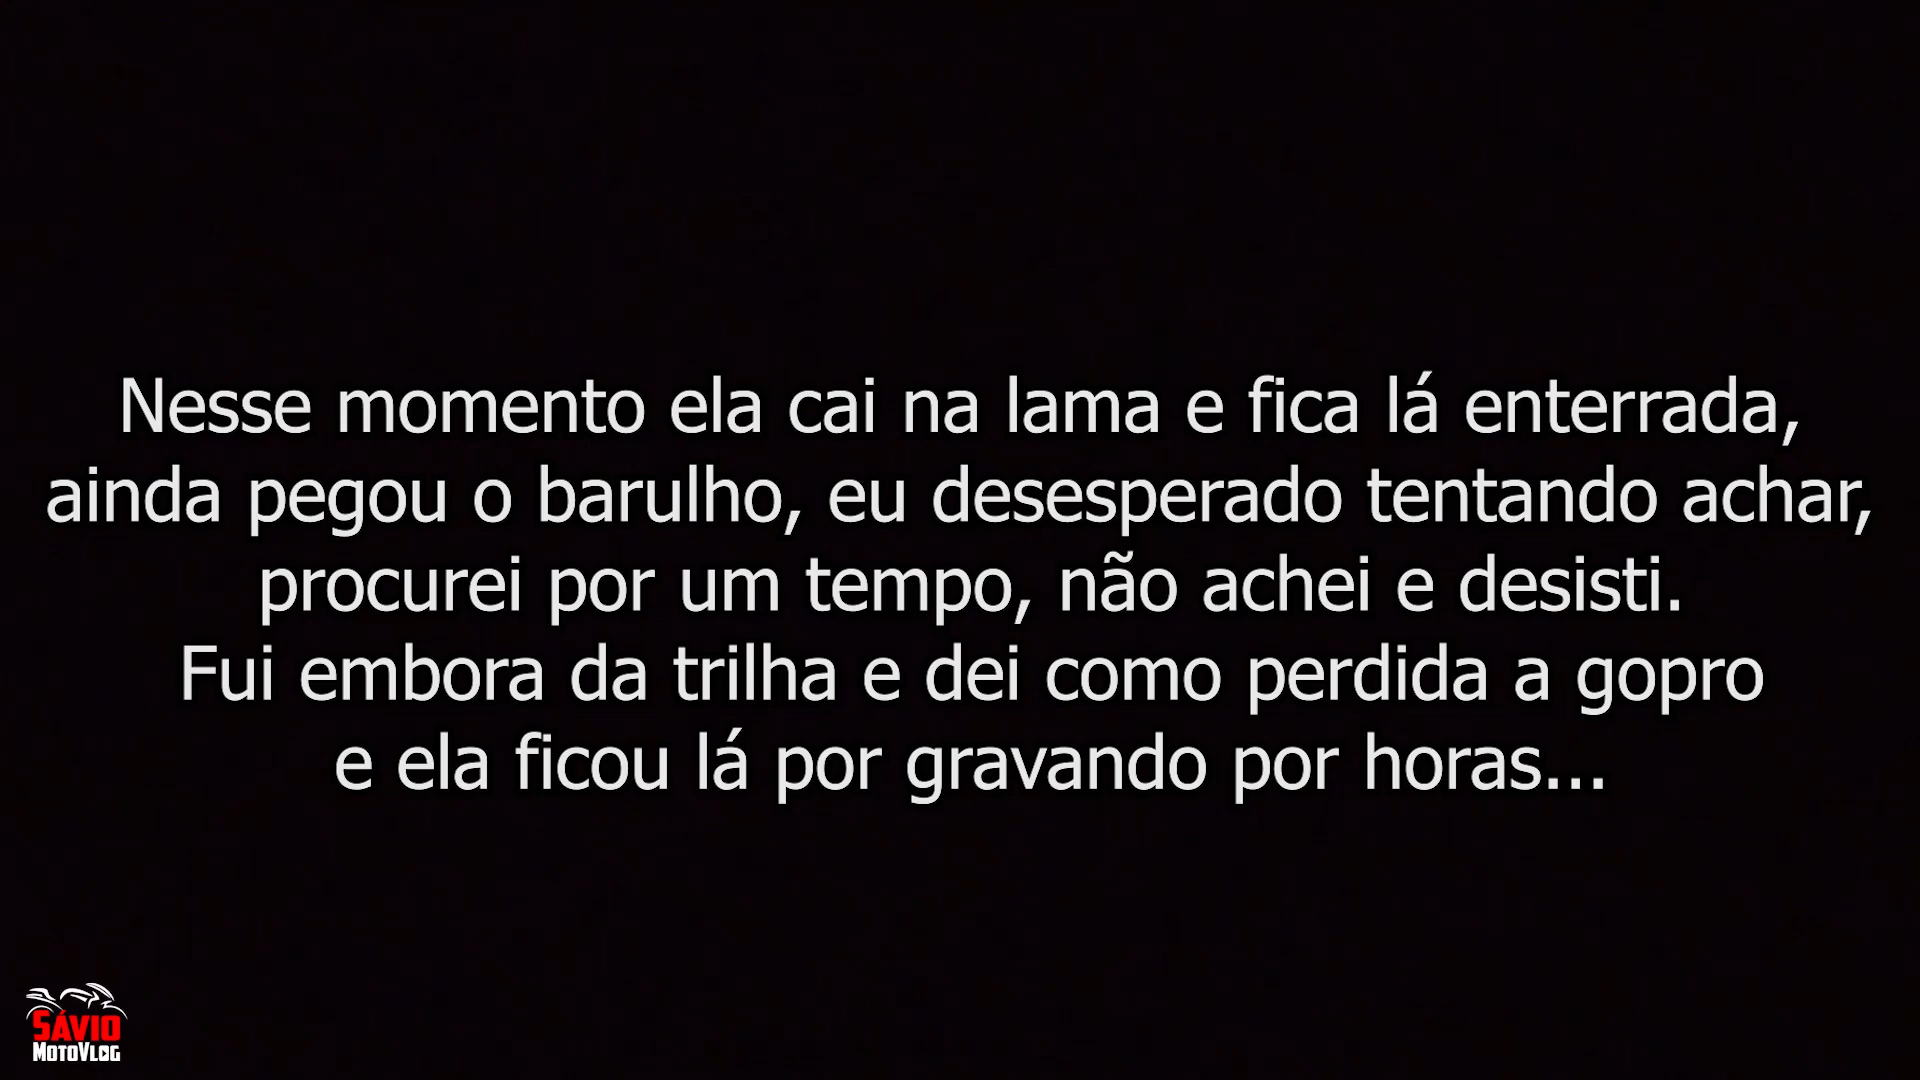 Nesse momento ela cai na lama e fica lá enterrada,
ainda pegou o barulho, eu desesperado tentando achar,
procurei por um tempo, não achei e desisti.
Fui embora da trilha e dei como perdida a gopro
e ela ficou lá por gravando por horas...
SÁVIO
MOTOVLOG